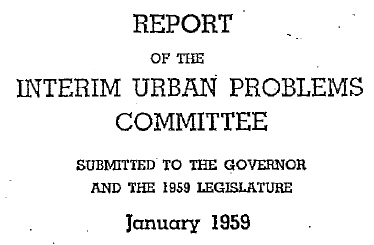 REPORT
OF THE
INTERIM URBAN PROBLEMS
COMMITTEE
SUBMITTED TO THE GOVERNOR
AND THE 1959 LEGISLATURE
January 1959